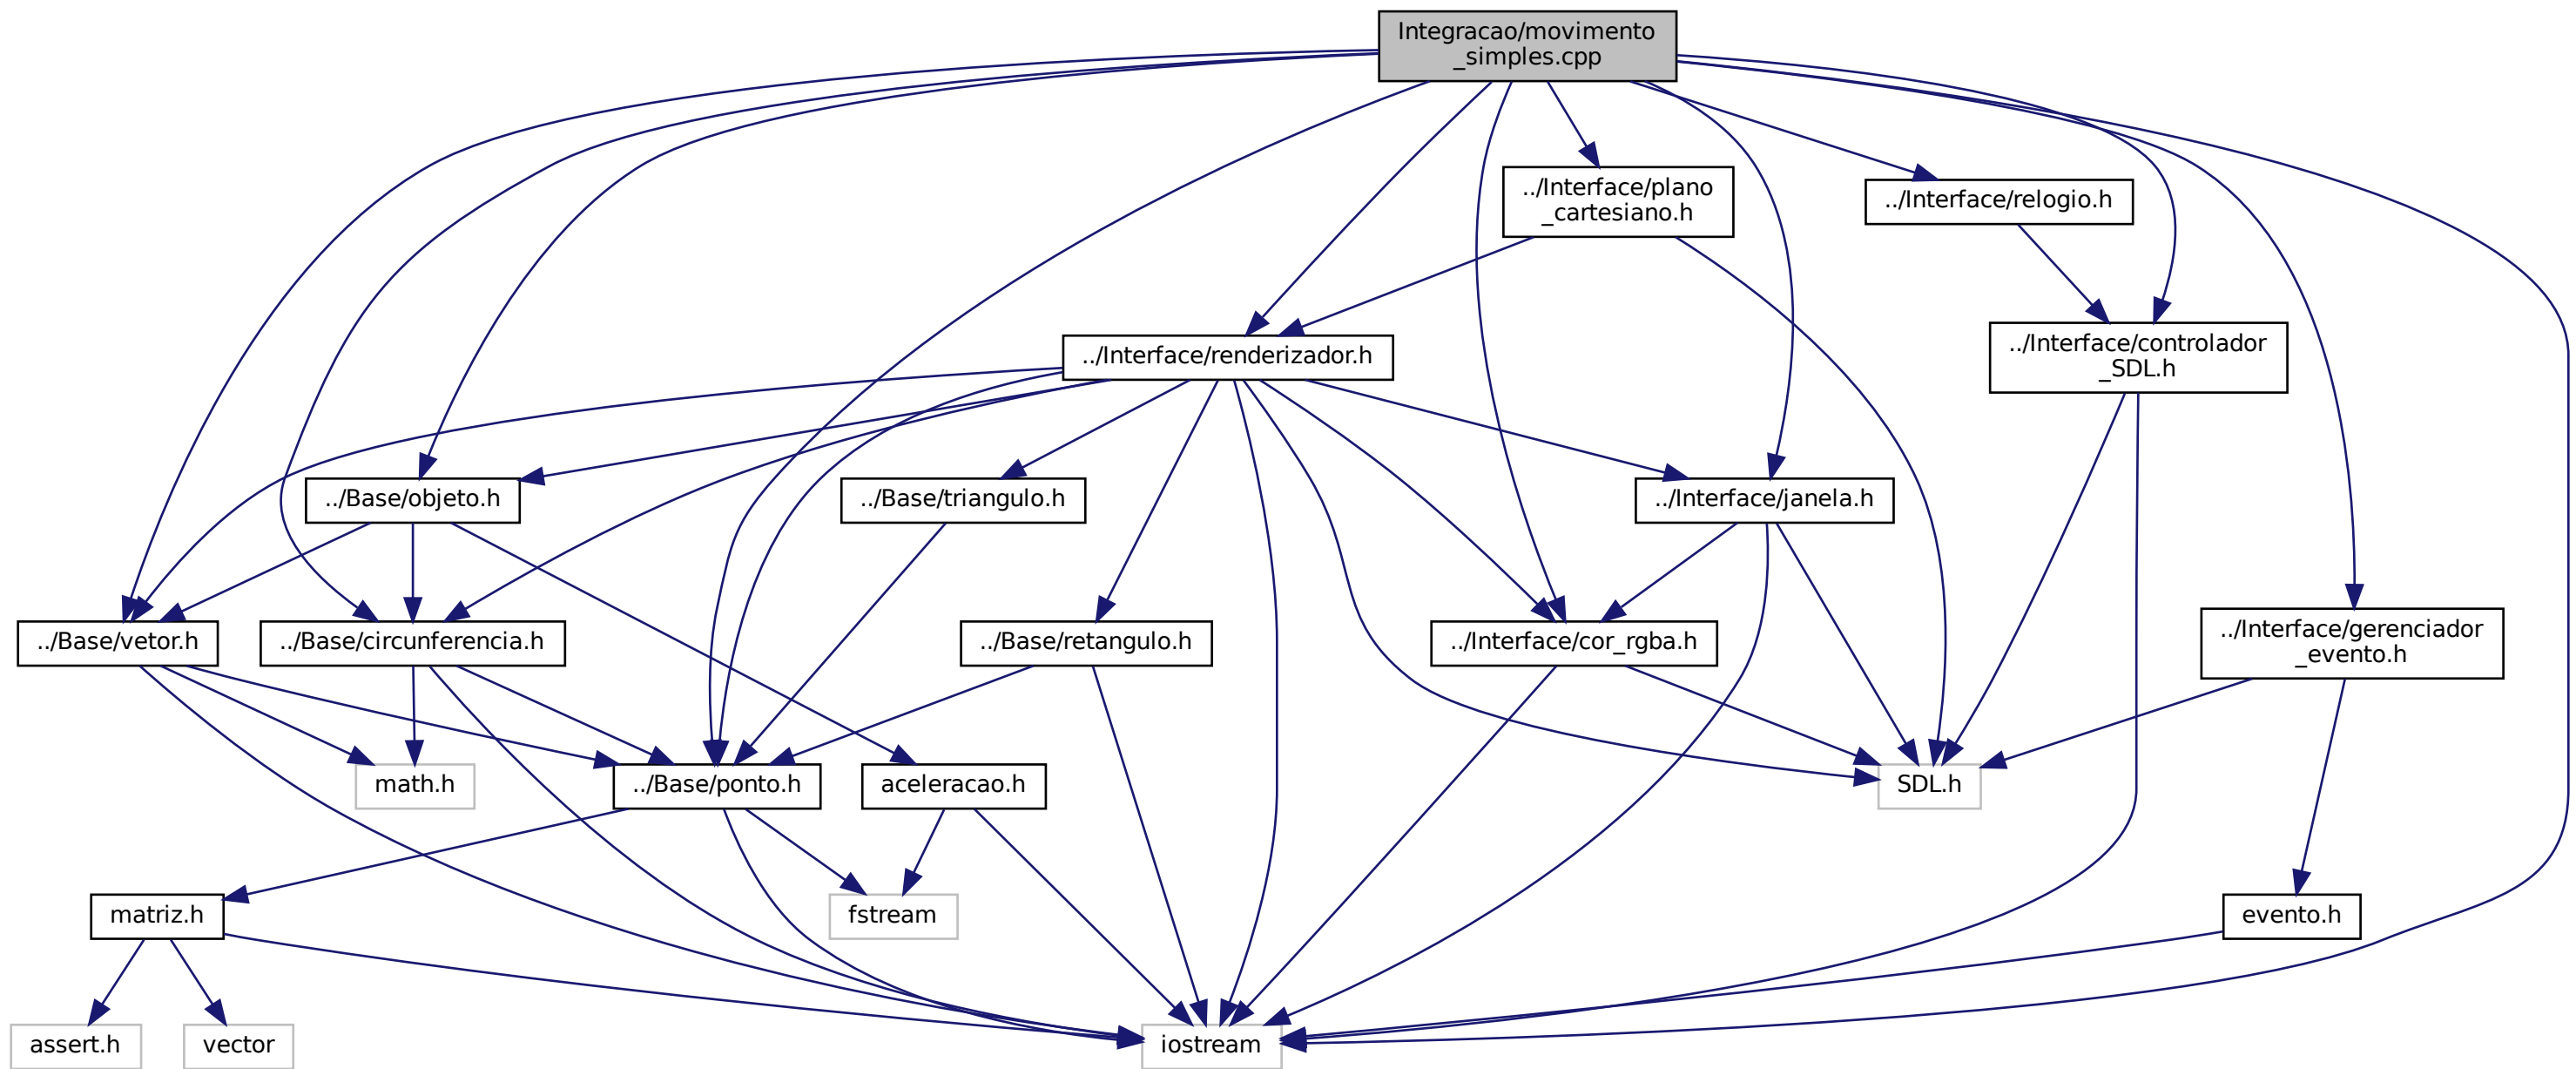 Integracao/movimento
_simples.cpp
../Interface/plano
_cartesiano.h
../Interface/relogio.h
../Interface/renderizador.h
../Interface/controlador
_SDL.h
../Base/objeto.h
../Base/triangulo.h
../Interface/janela.h
../Base/vetor.h
../Base/circunferencia.h
../Base/retangulo.h
../Interface/cor_rgba.h
../Interface/gerenciador
_evento.h
math.h
../Base/ponto.h
aceleracao.h
SDL.h
matriz.h
fstream
evento.h
assert.h
vector
iostream